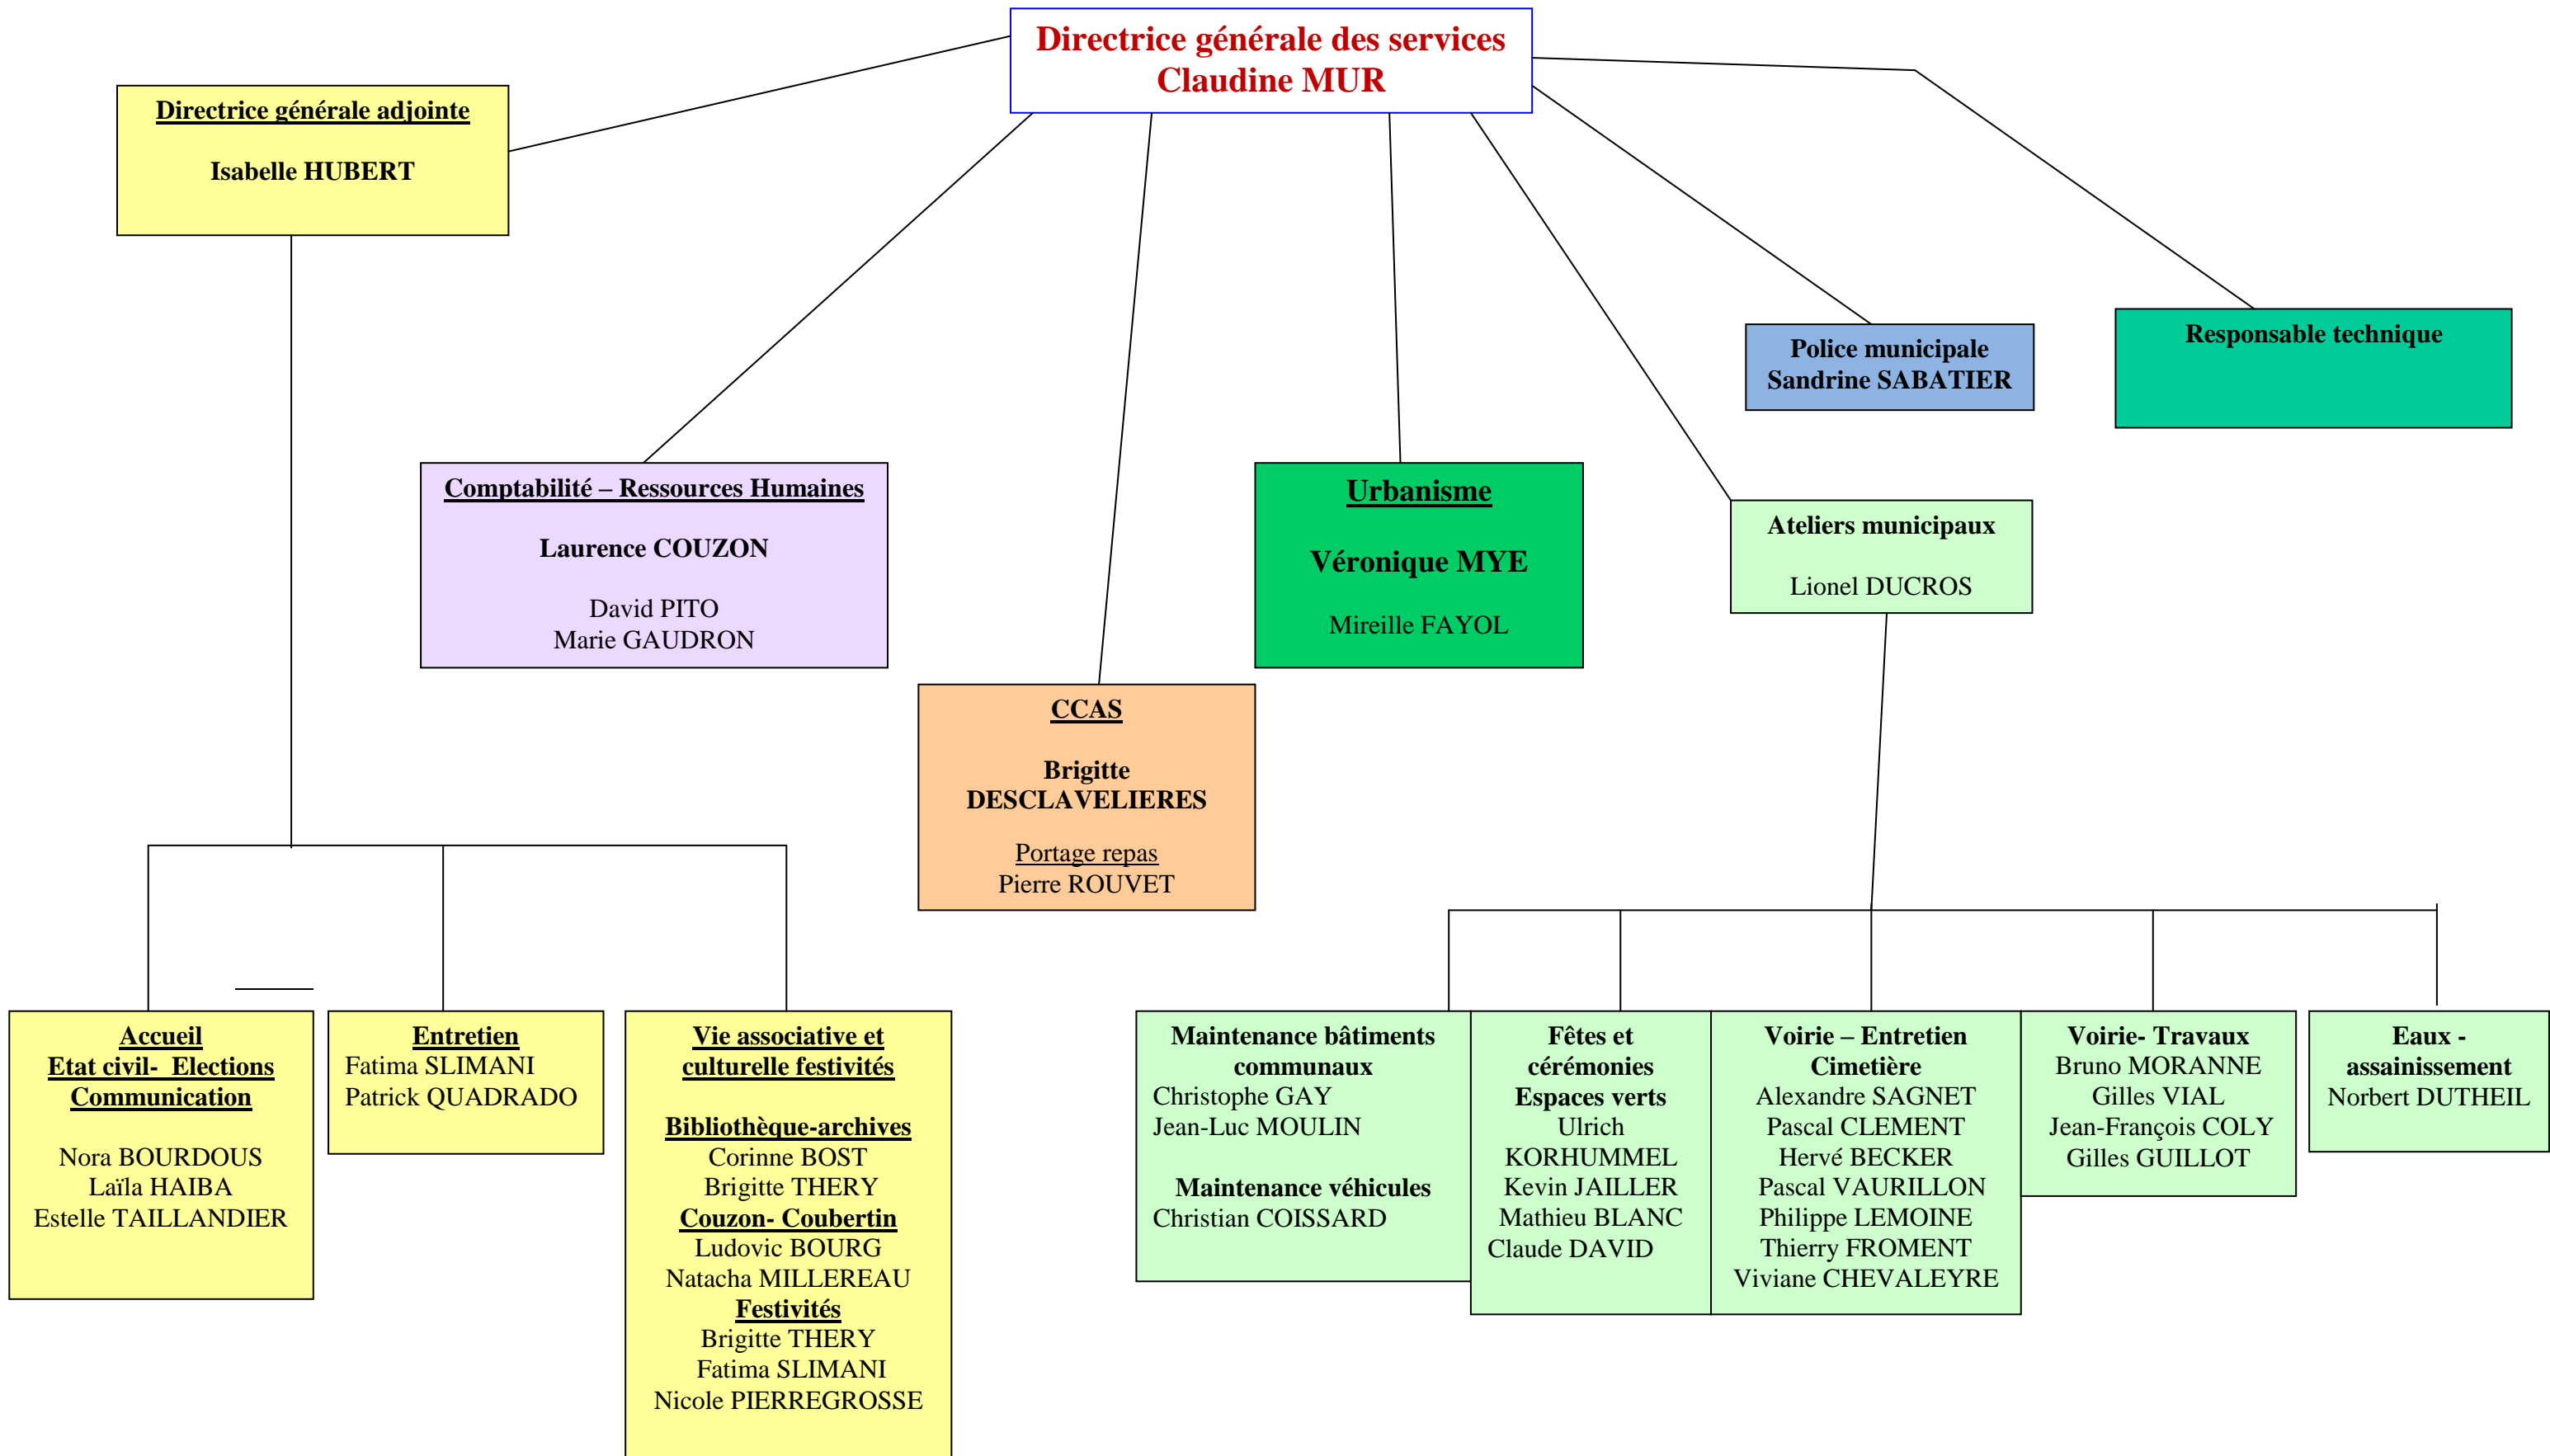 Directrice générale des services
Claudine MUR
Directrice générale adjointe
Isabelle HUBERT
Police municipale
Sandrine SABATIER
Responsable technique
Comptabilité – Ressources Humaines
Laurence COUZON
David PITO
Marie GAUDRON
Urbanisme
Véronique MYE
Mireille FAYOL
Ateliers municipaux
Lionel DUCROS
CCAS
Brigitte
DESCLAVELIERES
Portage repas
Pierre ROUVET
Accueil
Etat civil- Elections
Communication
Nora BOURDOUS
Laïla HAIBA
Estelle TAILLANDIER
Entretien
Fatima SLIMANI
Patrick QUADRADO
Vie associative et
culturelle festivités
Bibliothèque-archives
Corinne BOST
Brigitte THERY
Couzon- Coubertin
Ludovic BOURG
Natacha MILLEREAU
Festivités
Brigitte THERY
Fatima SLIMANI
Nicole PIERREGROSSE
Maintenance bâtiments
communaux
Christophe GAY
Jean-Luc MOULIN
Maintenance véhicules
Christian COISSARD
Fêtes et
cérémonies
Espaces verts
Ulrich
KORHUMMEL
Kevin JAILLER
Mathieu BLANC
Claude DAVID
Voirie – Entretien
Cimetière
Alexandre SAGNET
Pascal CLEMENT
Hervé BECKER
Pascal VAURILLON
Philippe LEMOINE
Thierry FROMENT
Viviane CHEVALEYRE
Voirie- Travaux
Bruno MORANNE
Gilles VIAL
Jean-François COLY
Gilles GUILLOT
Eaux -
assainissement
Norbert DUTHEIL